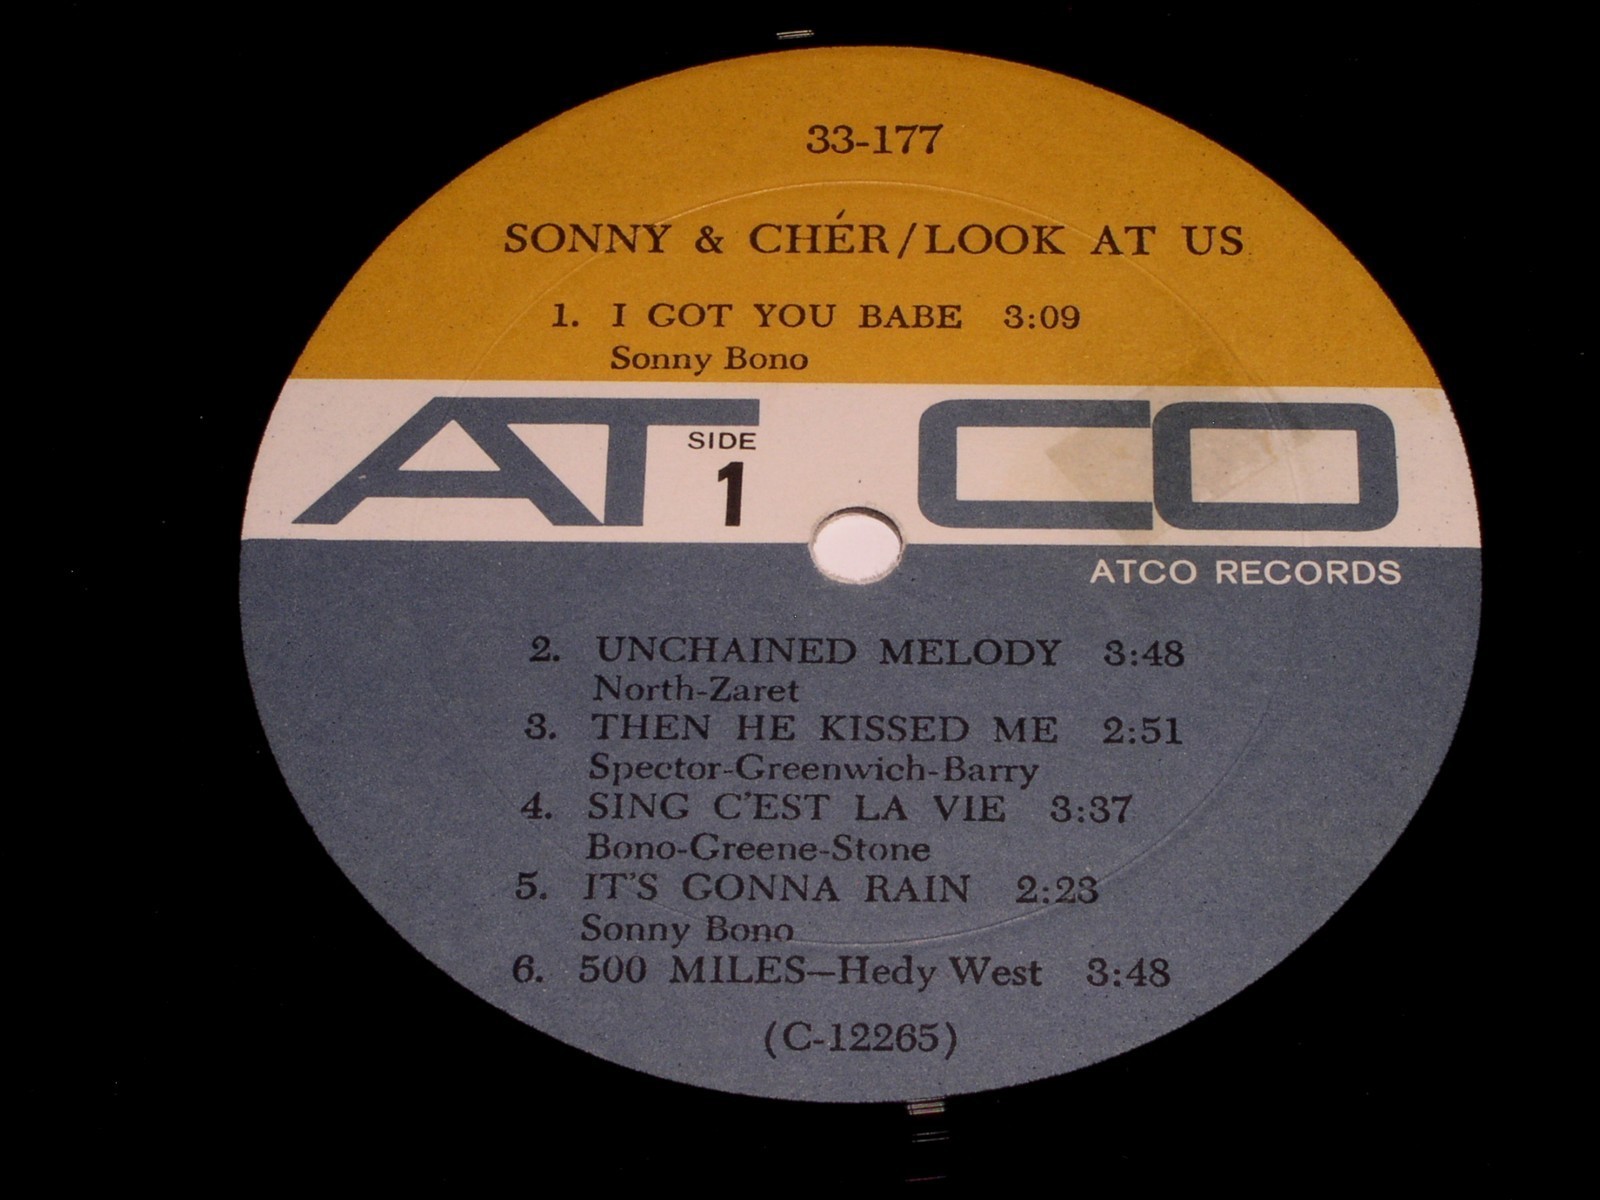 33-177
SONNY & CHÉR/LOOK AT US
1. I GOT YOU BABE 3:09
Sonny Bono
ATCO
SIDE
1
ATCO RECORDS
2. UNCHAINED MELODY 3:48
North-Zaret
3. THEN HE KISSED ME 2:51
Spector-Greenwich-Barry
4. SING C'EST LA VIE 3:37
Bono-Greene-Stone
5. IT'S GONNA RAIN 2:23
Sonny Bono
6. 500 MILES—Hedy West 3:48
(C-12265)